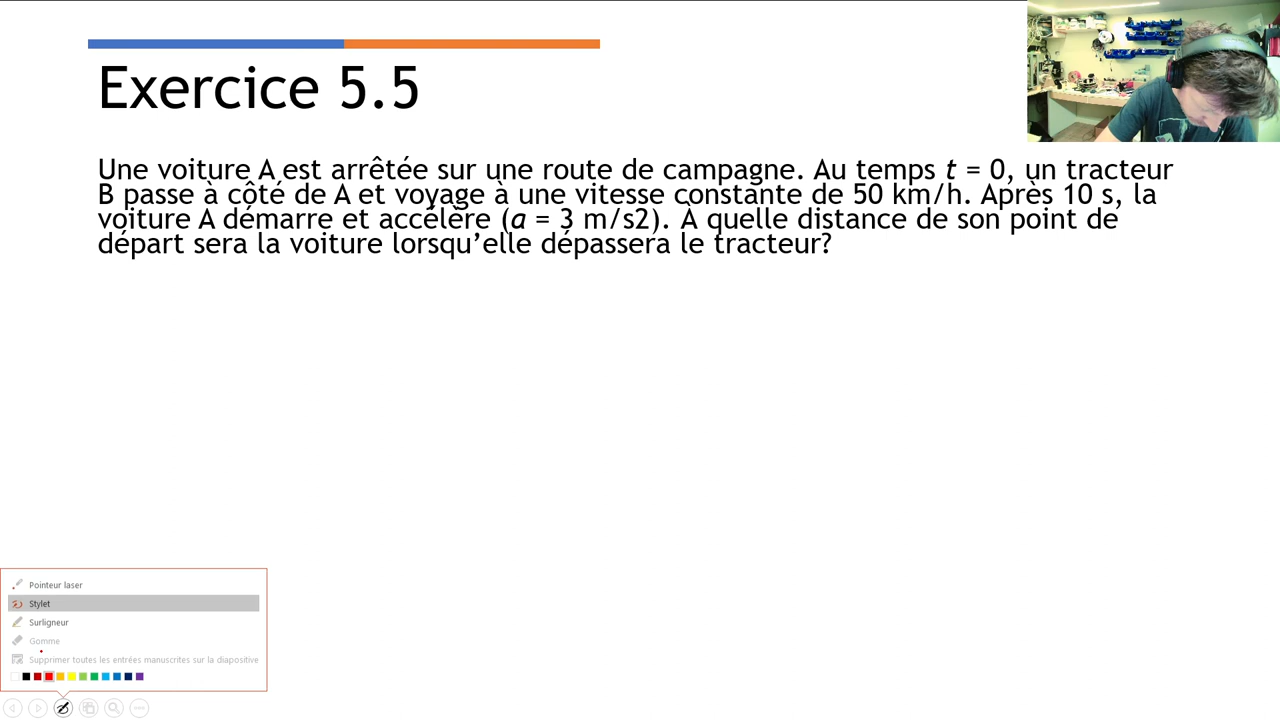 Exercice 5.5
Une voiture A est arrêtée sur une route de campagne. Au temps t = 0, un tracteur
B passe à côté de A et voyage à une vitesse constante de 50 km/h. Après 10 s, la
voiture A démarre et accélère (a = 3 m/s2). À quelle distance de son point de
départ sera la voiture lorsqu’elle dépassera le tracteur?
Pointeur laser
Stylet
Surligneur
Gomme
Supprimer toutes les entrées manuscrites sur la diapositive